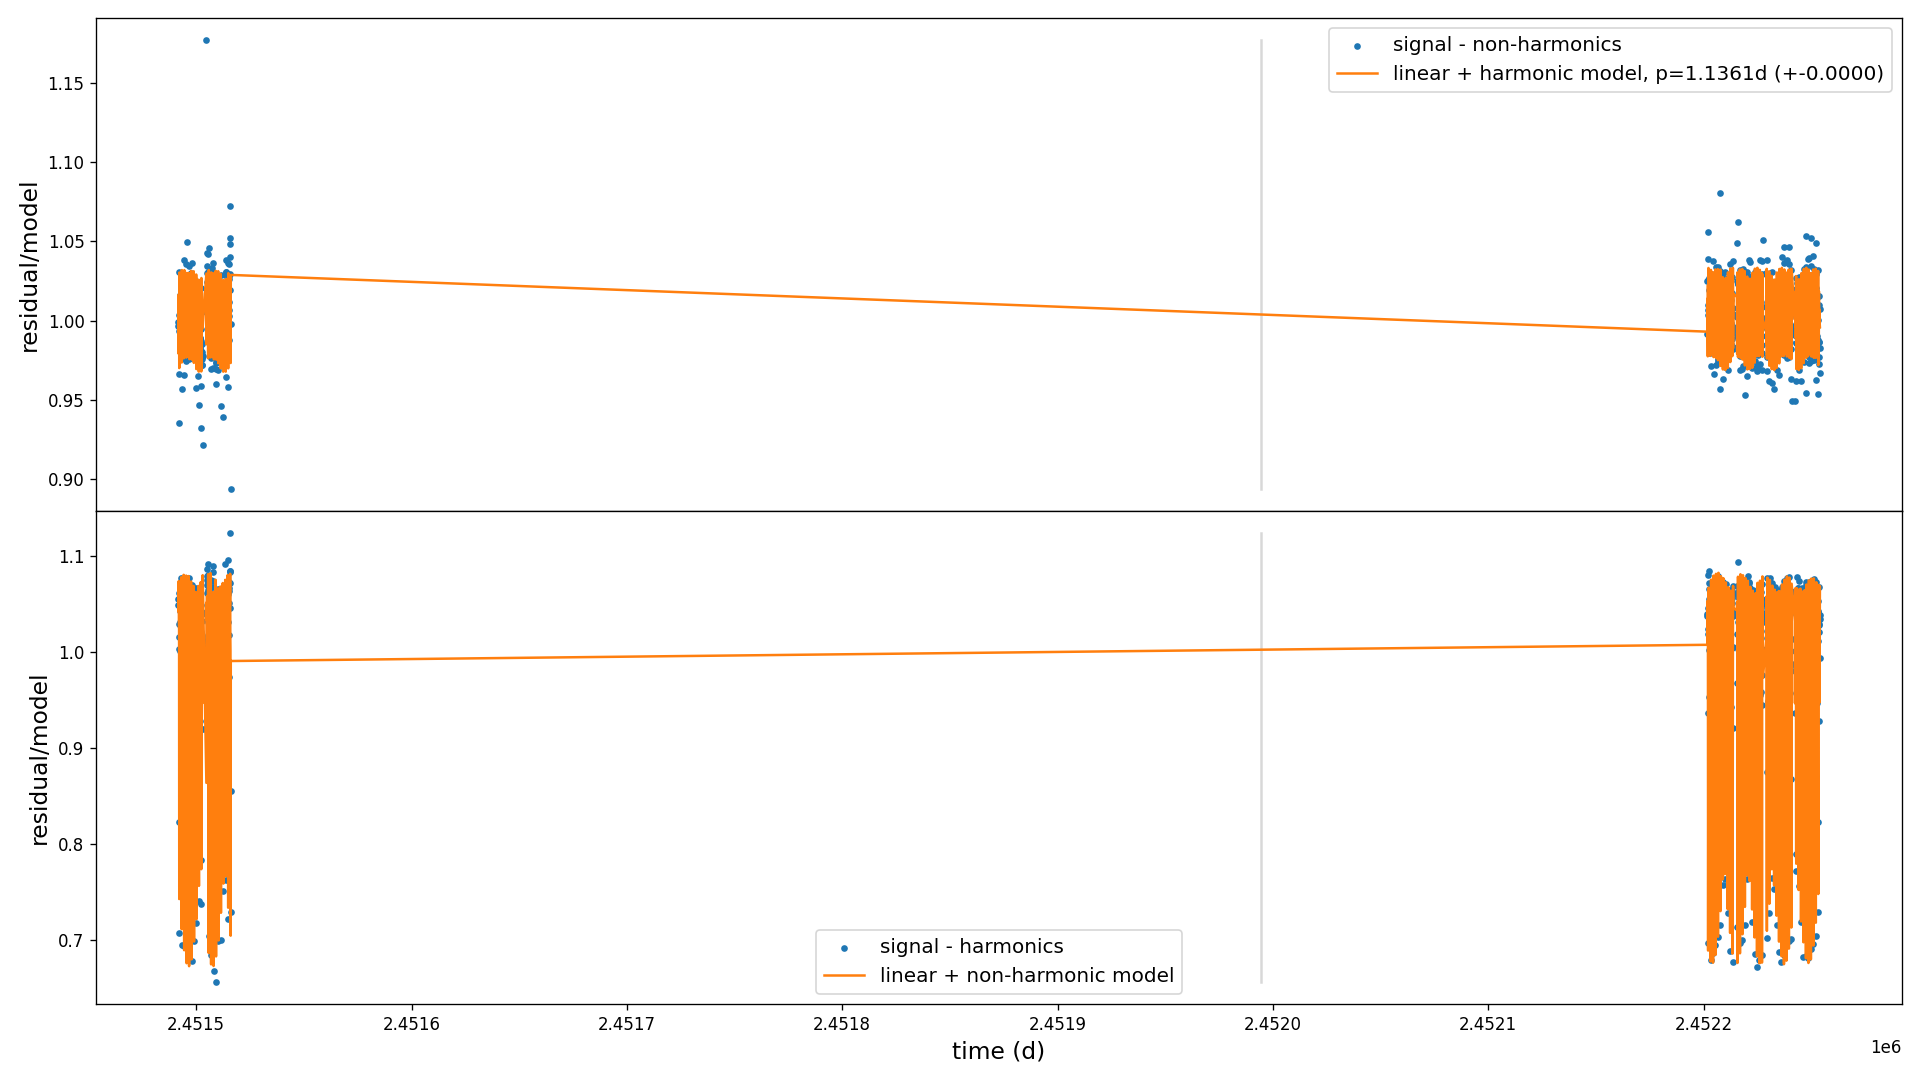 signal - non-harmonics
linear + harmonic model, p=1.1361d (+-0.0000)
residual/model
1.15
1.10
1.05
1.00
0.95
0.90
residual/model
1.1
1.0
0.9
0.8
0.7
signal - harmonics
linear + non-harmonic model
2.4515
2.4516
2.4517
2.4518
2.4519
2.4520
2.4521
2.4522
1e6
time (d)